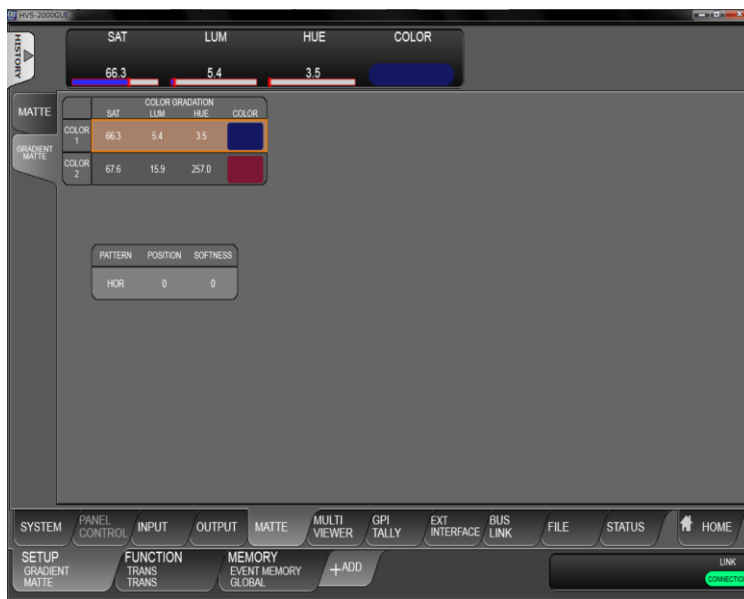 HVS-2000GUI
HISTORY
SAT LUM HUE COLOR
66.3 5.4 3.5
MATTE
GRADIENT
MATTE
COLOR GRADATION
SAT LUM HUE COLOR
COLOR
1
66.3 5.4 3.5
COLOR
2
67.6 15.9 257.0
PATTERN POSITION SOFTNESS
HOR 0 0
SYSTEM
PANEL
CONTROL
INPUT
OUTPUT
MATTE
MULTI
VIEWER
GPI
TALLY
EXT
INTERFACE
BUS
LINK
FILE
STATUS
HOME
SETUP
GRADIENT
MATTE
FUNCTION
TRANS
TRANS
MEMORY
EVENT MEMORY
GLOBAL
+ADD
LINK
CONNECTION